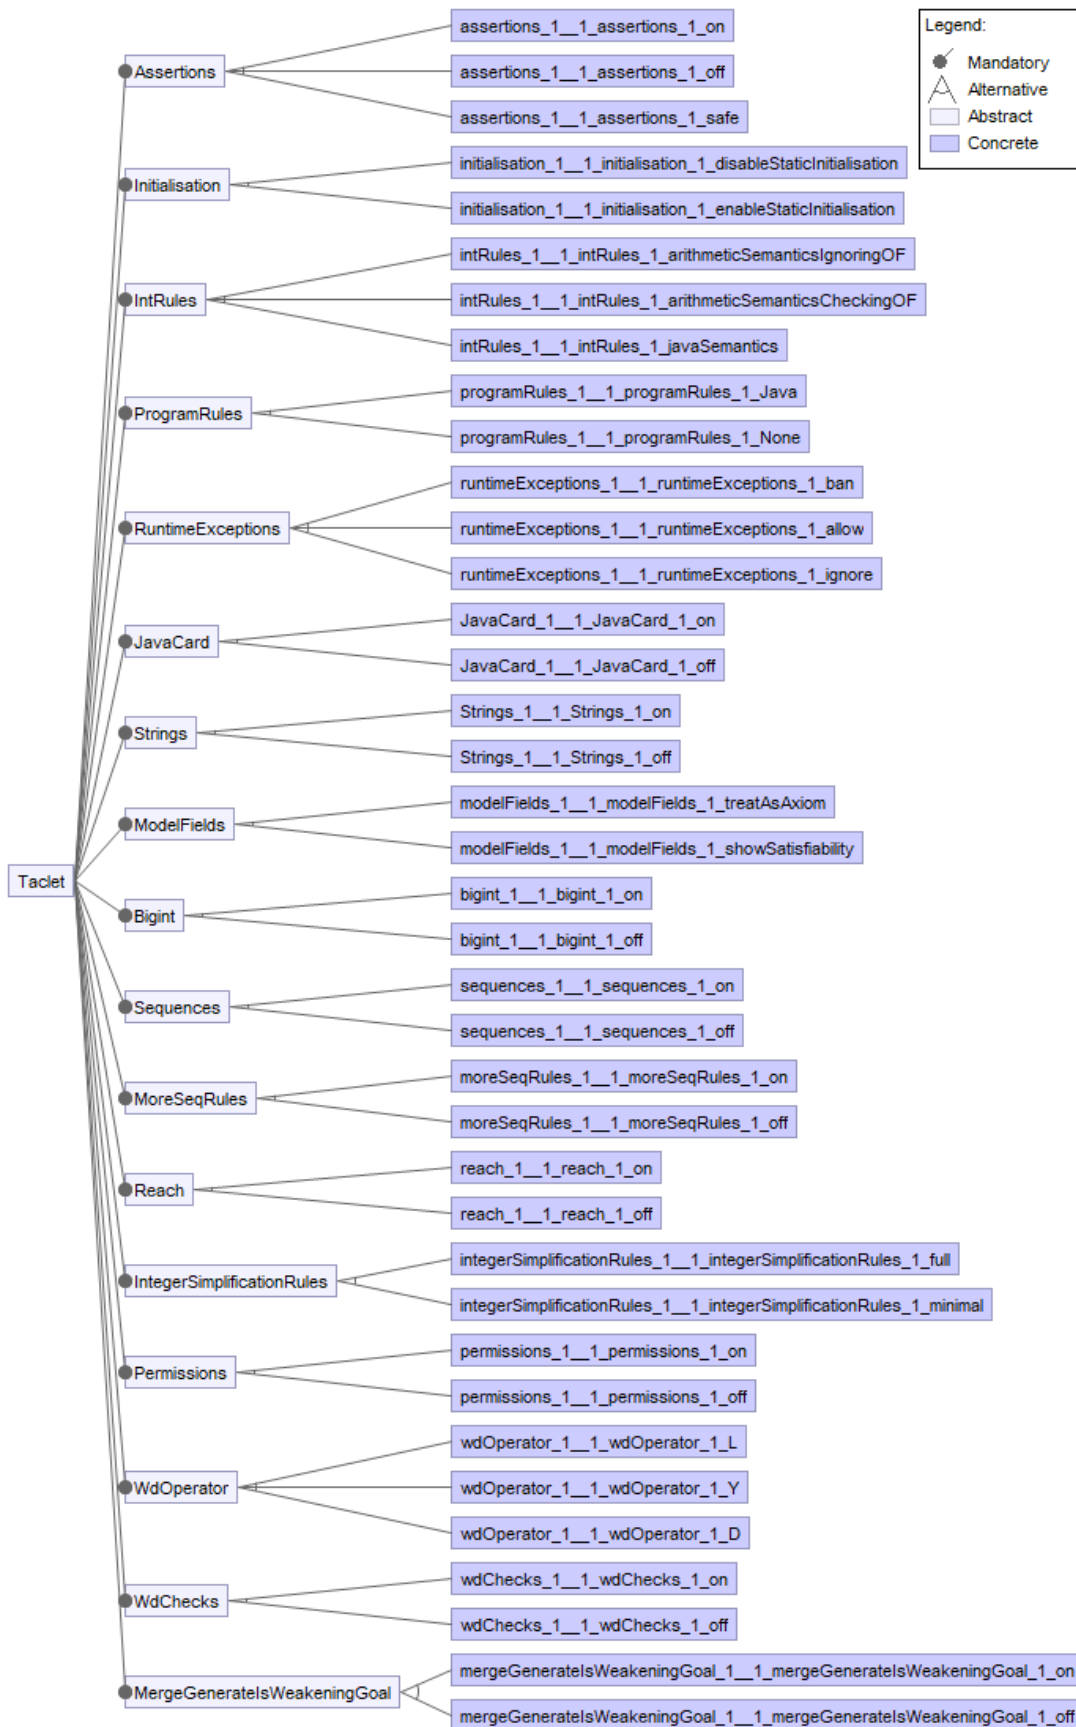 Legend:
Mandatory
Alternative
Abstract
Concrete
Taclet
Assertions
assertions_1__1_assertions_1_on
assertions_1__1_assertions_1_off
assertions_1__1_assertions_1_safe
Initialisation
initialisation_1__1_initialisation_1_disableStaticInitialisation
initialisation_1__1_initialisation_1_enableStaticInitialisation
IntRules
intRules_1__1_intRules_1_arithmeticSemanticsIgnoringOF
intRules_1__1_intRules_1_arithmeticSemanticsCheckingOF
intRules_1__1_intRules_1_javaSemantics
ProgramRules
programRules_1__1_programRules_1_Java
programRules_1__1_programRules_1_None
RuntimeExceptions
runtimeExceptions_1__1_runtimeExceptions_1_ban
runtimeExceptions_1__1_runtimeExceptions_1_allow
runtimeExceptions_1__1_runtimeExceptions_1_ignore
JavaCard
JavaCard_1__1_JavaCard_1_on
JavaCard_1__1_JavaCard_1_off
Strings
Strings_1__1_Strings_1_on
Strings_1__1_Strings_1_off
ModelFields
modelFields_1__1_modelFields_1_treatAsAxiom
modelFields_1__1_modelFields_1_showSatisfiability
Bigint
bigint_1__1_bigint_1_on
bigint_1__1_bigint_1_off
Sequences
sequences_1__1_sequences_1_on
sequences_1__1_sequences_1_off
MoreSeqRules
moreSeqRules_1__1_moreSeqRules_1_on
moreSeqRules_1__1_moreSeqRules_1_off
Reach
reach_1__1_reach_1_on
reach_1__1_reach_1_off
IntegerSimplificationRules
integerSimplificationRules_1__1_integerSimplificationRules_1_full
integerSimplificationRules_1__1_integerSimplificationRules_1_minimal
Permissions
permissions_1__1_permissions_1_on
permissions_1__1_permissions_1_off
WdOperator
wdOperator_1__1_wdOperator_1_L
wdOperator_1__1_wdOperator_1_Y
wdOperator_1__1_wdOperator_1_D
WdChecks
wdChecks_1__1_wdChecks_1_on
wdChecks_1__1_wdChecks_1_off
MergeGenerateIsWeakeningGoal
mergeGenerateIsWeakeningGoal_1__1_mergeGenerateIsWeakeningGoal_1_on
mergeGenerateIsWeakeningGoal_1__1_mergeGenerateIsWeakeningGoal_1_off